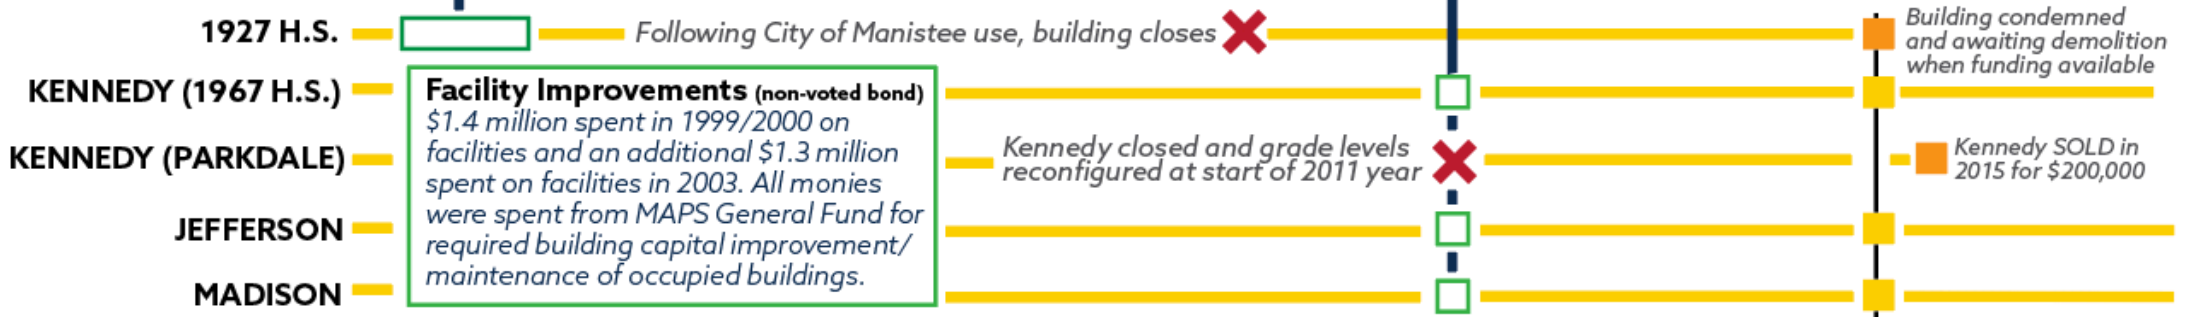 1927 H.S.
Following City of Manistee use, building closes
Building condemned
and awaiting demolition
when funding available
KENNEDY (1967 H.S.)
Facility Improvements (non-voted bond)
$1.4 million spent in 1999/2000 on
facilities and an additional $1.3 million
spent on facilities in 2003. All monies
were spent from MAPS General Fund for
required building capital improvement/
maintenance of occupied buildings.
KENNEDY (PARKDALE)
Kennedy closed and grade levels
reconfigured at start of 2011 year
Kennedy SOLD in
2015 for $200,000
JEFFERSON
MADISON